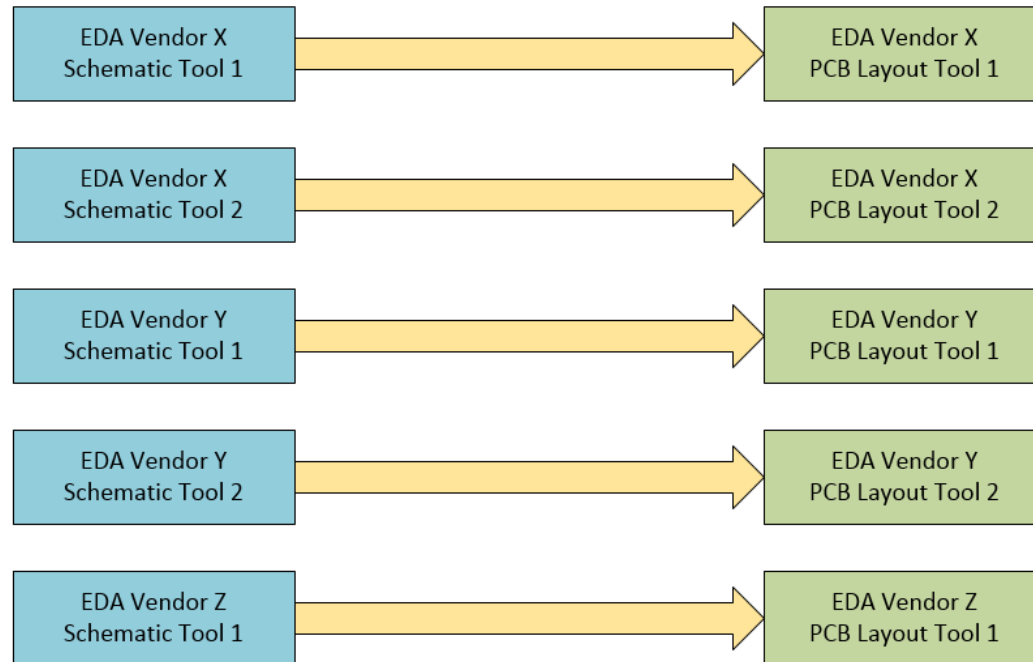 EDA Vendor X
Schematic Tool 1
EDA Vendor X
PCB Layout Tool 1
EDA Vendor X
Schematic Tool 2
EDA Vendor X
PCB Layout Tool 2
EDA Vendor Y
Schematic Tool 1
EDA Vendor Y
PCB Layout Tool 1
EDA Vendor Y
Schematic Tool 2
EDA Vendor Y
PCB Layout Tool 2
EDA Vendor Z
Schematic Tool 1
EDA Vendor Z
PCB Layout Tool 1